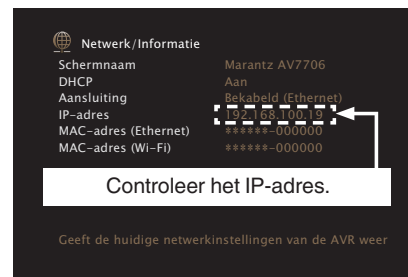 Netwerk/Informatie
Schermnaam Marantz AV7706
DHCP Aan
Aansluiting Bekabeld (Ethernet)
IP-adres 192.168.100.19
MAC-adres (Ethernet) ******-000000
MAC-adres (Wi-Fi) ******-000000
Controleer het IP-adres.
Geeft de huidige netwerkinstellingen van de AVR weer